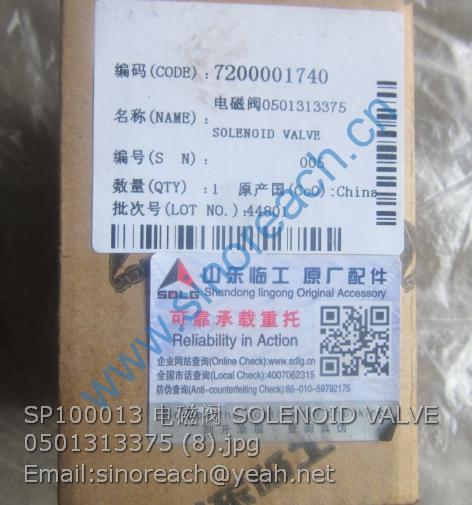 编码(CODE):7200001740
电磁阀0501313375
名称(NAME):
SOLENOID VALVE
编号(S N): 005
数量(QTY):1 原产国(CoO):China
批次号(LOT NO.):44801
www.sinoreach.cn
SDLG
山东临工 原厂配件
Shandong lingong Original Accessory
可靠承载重托
Reliability in Action
企业网站查询(Online Check):www.sdlg.cn
全国市话查询(Local Check):4007062315
防伪查询(Anti-counterfeiting Check):86-010-59792175
SP100013 电磁阀 SOLENOID VALVE
0501313375 (8).jpg
Email:sinoreach@yeah.net